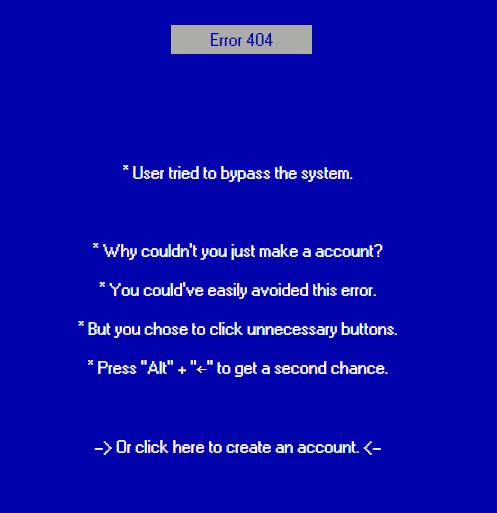 Error 404
* User tried to bypass the system.
* Why couldn't you just make a account?
* You could've easily avoided this error.
* But you chose to click unnecessary buttons.
* Press "Alt" + "←" to get a second chance.
–> Or click here to create an account. <–